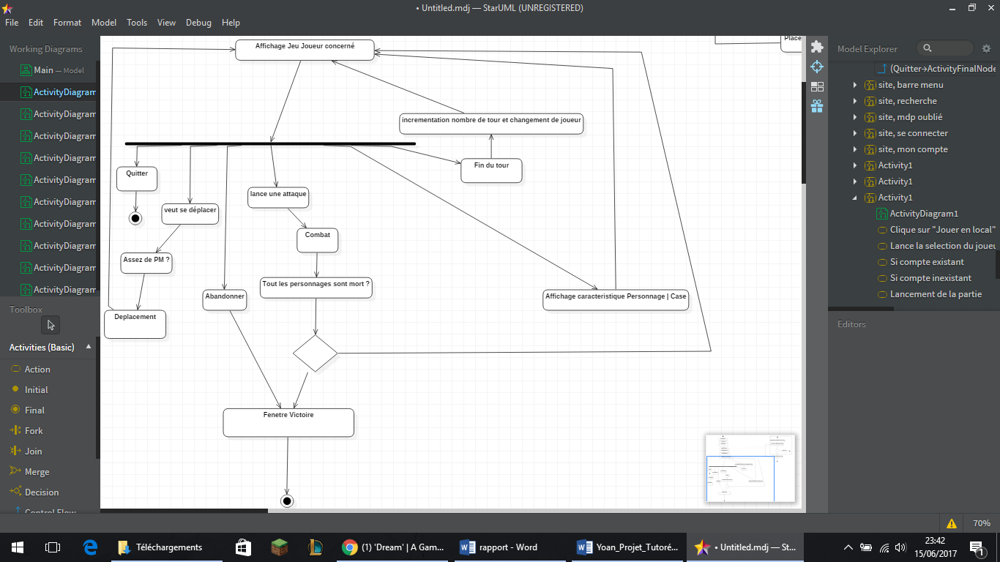 • Untitled.mdj — StarUML (UNREGISTERED)
File Edit Format Model Tools View Debug Help
Working Diagrams
Main — Model
ActivityDiagram
ActivityDiagram
ActivityDiagram
ActivityDiagram
ActivityDiagram
ActivityDiagram
ActivityDiagram
ActivityDiagram
ActivityDiagram
ActivityDiagram
Toolbox
Activities (Basic)
Action
Initial
Final
Fork
Join
Merge
Decision
Control Flow
Affichage Jeu Joueur concerné
Place
incrementation nombre de tour et changement de joueur
Fin du tour
Quitter
lance une attaque
veut se déplacer
Combat
Assez de PM ?
Tout les personnages sont mort ?
Abandonner
Affichage caracteristique Personnage | Case
Deplacement
Fenetre Victoire
Model Explorer
(Quitter→ActivityFinalNode
site, barre menu
site, recherche
site, mdp oublié
site, se connecter
site, mon compte
Activity1
Activity1
Activity1
ActivityDiagram1
Clique sur "Jouer en local"
Lance la selection du joueu
Si compte existant
Si compte inexistant
Lancement de la partie
Editors
70%
Téléchargements
(1) 'Dream' | A Gam...
rapport - Word
Yoan_Projet_Tutoré...
• Untitled.mdj — St...
23:42
15/06/2017
1